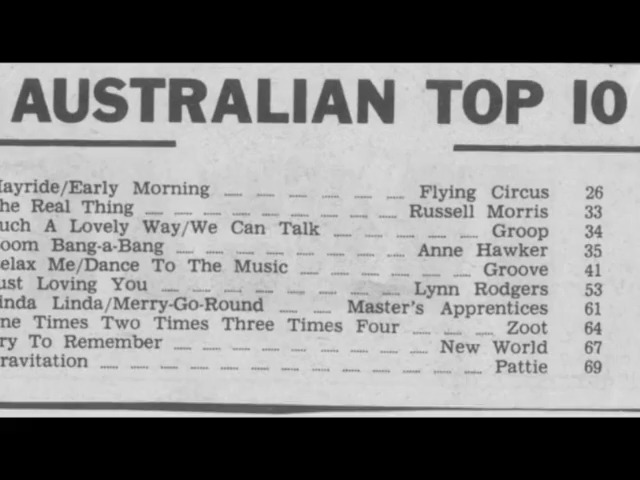 AUSTRALIAN TOP 10
ayride/Early Morning Flying Circus 26
he Real Thing Russell Morris 33
uch A Lovely Way/We Can Talk Groop 34
oom Bang-a-Bang Anne Hawker 35
elax Me/Dance To The Music Groove 41
ust Loving You Lynn Rodgers 53
inda Linda/Merry-Go-Round Master's Apprentices 61
ne Times Two Times Three Times Four Zoot 64
ry To Remember New World 67
ravitation Pattie 69